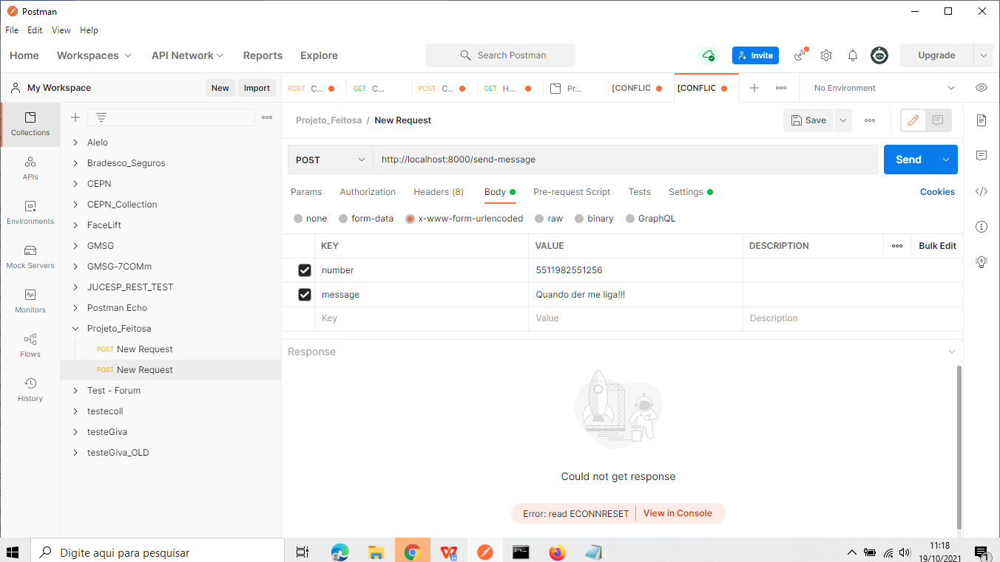 Postman
File Edit View Help
Home Workspaces API Network Reports Explore Search Postman Invite Upgrade
My Workspace New Import POST C... GET C... POST C... GET H... Pr... [CONFLIC [CONFLIC No Environment
Projeto_Feitosa / New Request Save
Collections
APIs
Environments
Mock Servers
Monitors
Flows
History
Alelo
Bradesco_Seguros
CEPN
CEPN_Collection
FaceLift
GMSG
GMSG-7COMm
JUCESP_REST_TEST
Postman Echo
Projeto_Feitosa
POST New Request
POST New Request
Test - Forum
testecoll
testeGiva
testeGiva_OLD
POST http://localhost:8000/send-message Send
Params Authorization Headers (8) Body Pre-request Script Tests Settings Cookies
none form-data x-www-form-urlencoded raw binary GraphQL
KEY VALUE DESCRIPTION Bulk Edit
number 5511982551256
message Quando der me liga!!!
Key Value Description
Response
Could not get response
Error: read ECONNRESET View in Console
Digite aqui para pesquisar
11:18
19/10/2021
1